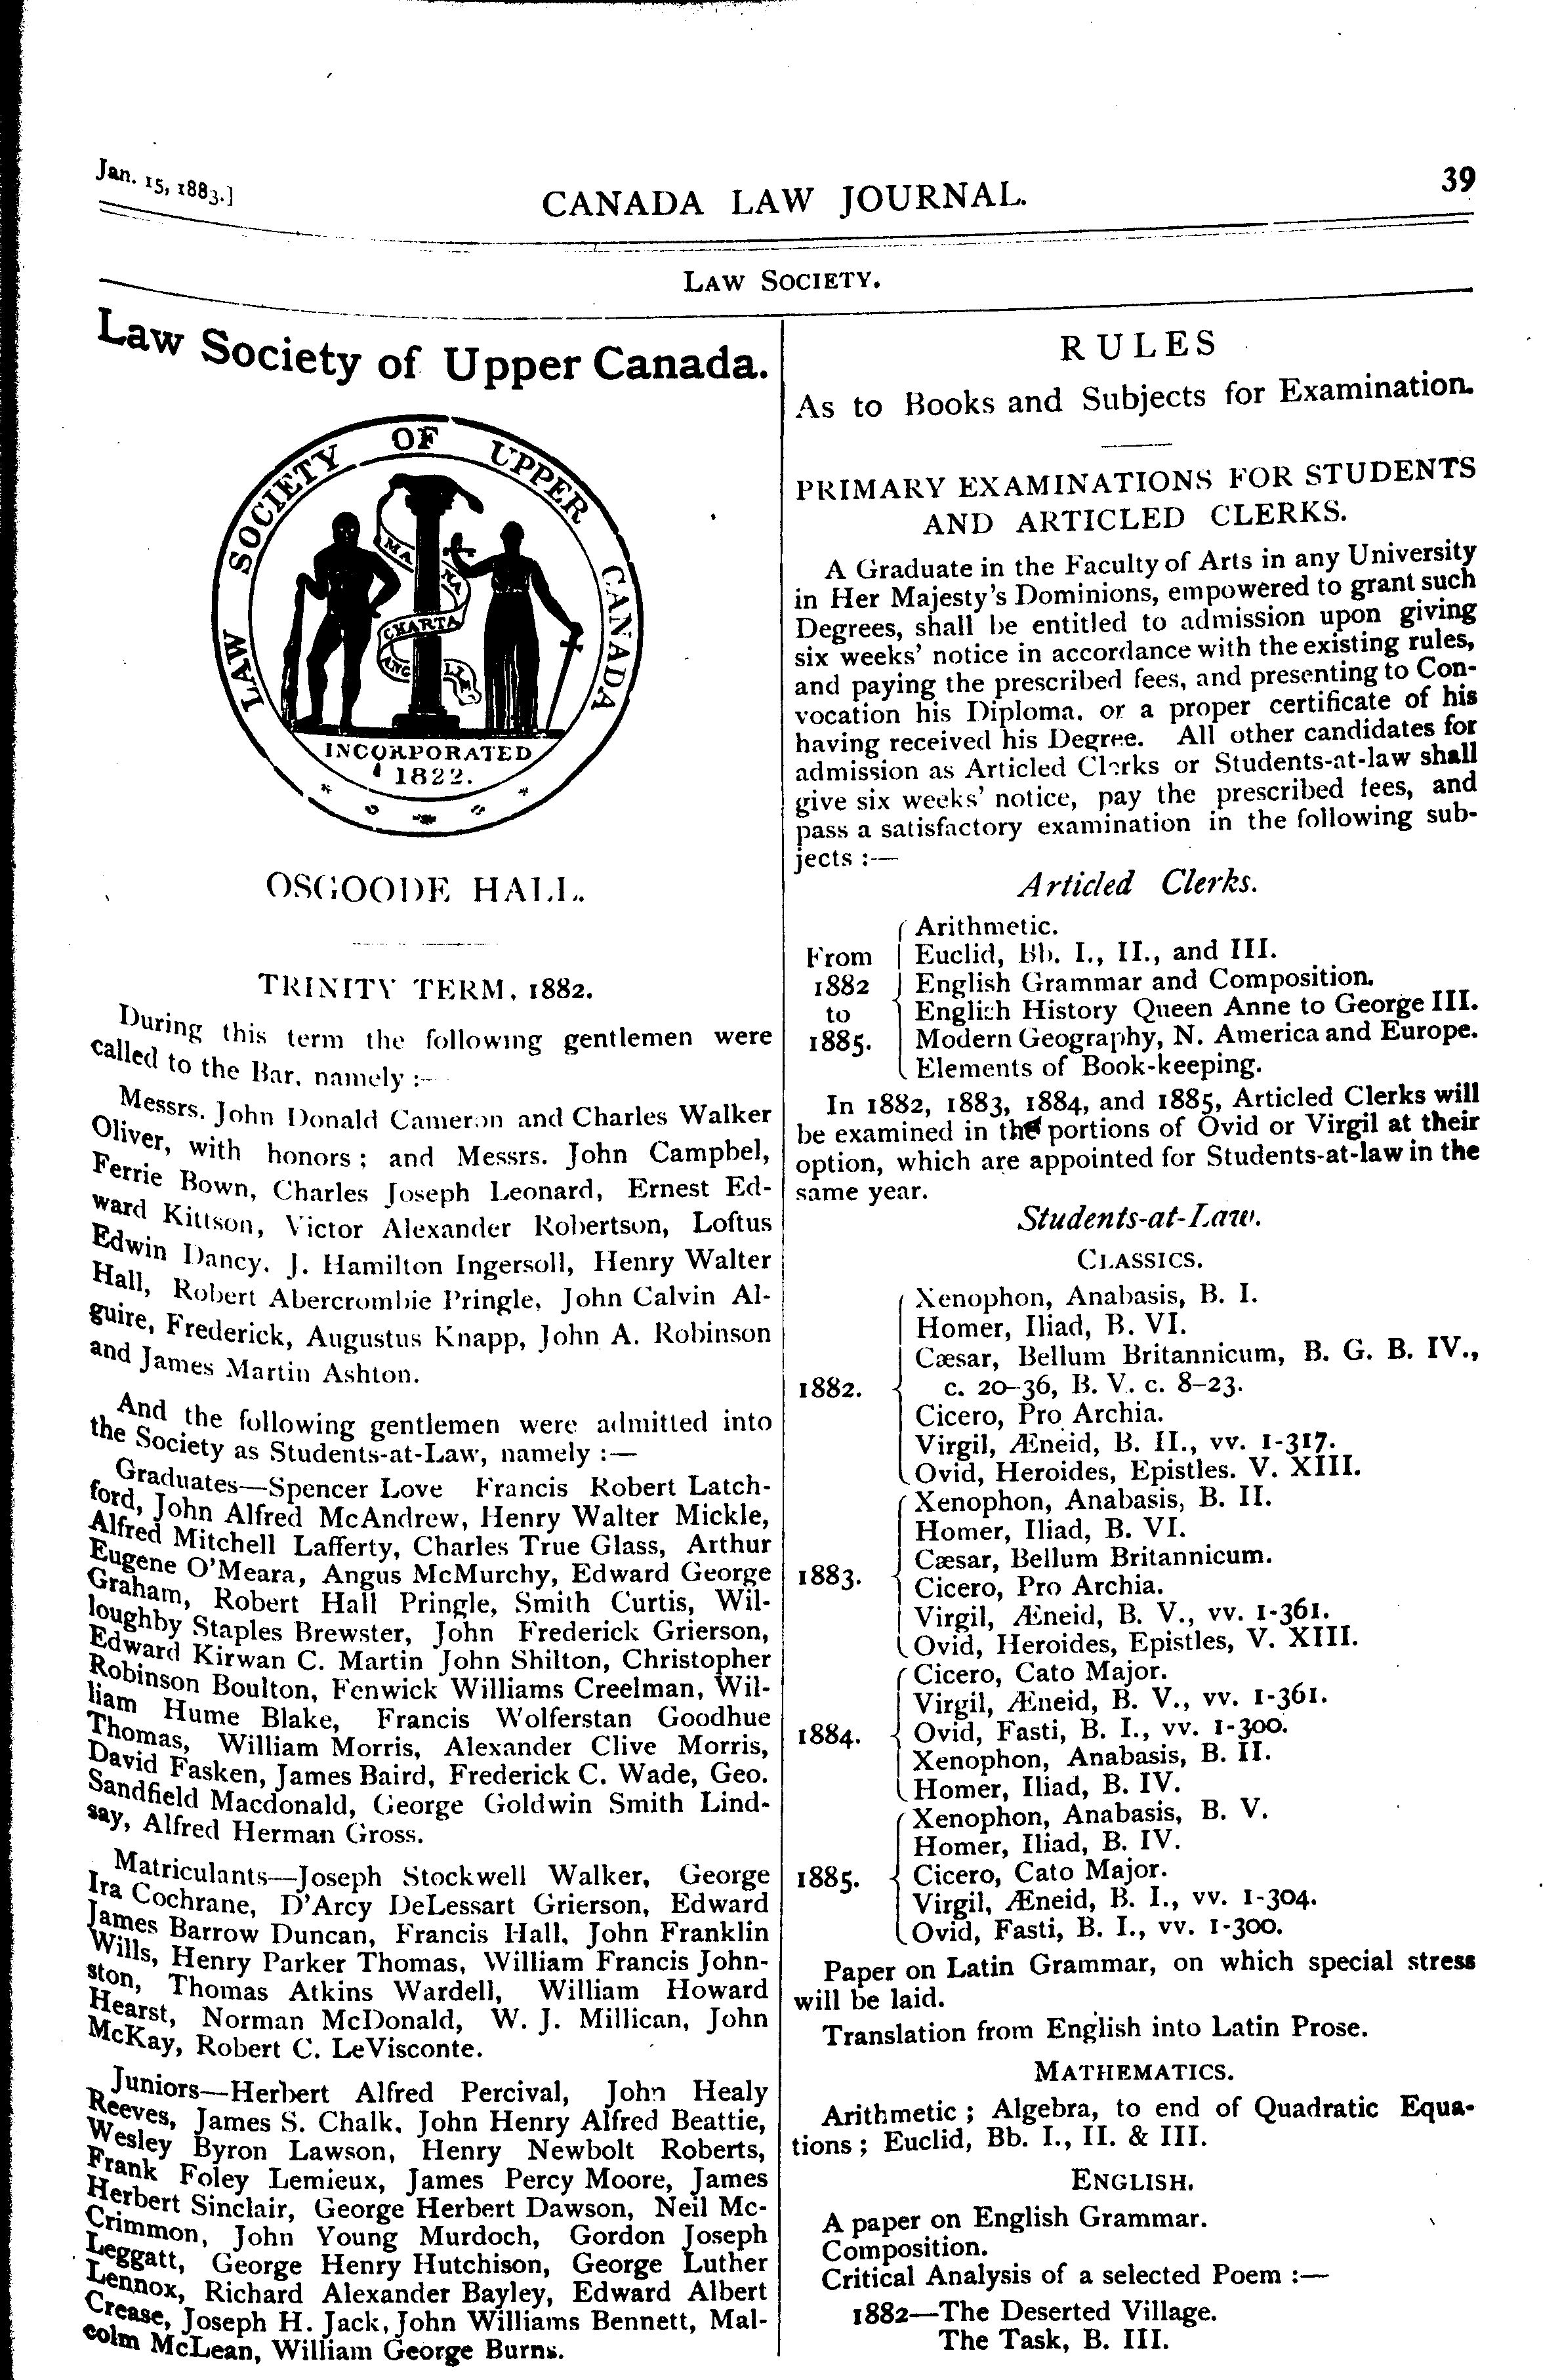 Jan. 15, 1883.]
CANADA LAW JOURNAL.
39
LAW SOCIETY.
Law Society of Upper Canada.
LAW SOCIETY OF UPPER CANADA
MAGNA
CHARTA
ANGLIÆ
INCORPORATED
1822.
OSGOODE HALL.
TRINITY TERM, 1882.
During this term the following gentlemen were
called to the Bar, namely :—
Messrs. John Donald Cameron and Charles Walker
Oliver, with honors ; and Messrs. John Campbel,
Ferrie Bown, Charles Joseph Leonard, Ernest Ed-
ward Kittson, Victor Alexander Robertson, Loftus
Edwin Dancy, J. Hamilton Ingersoll, Henry Walter
Hall, Robert Abercrombie Pringle, John Calvin Al-
guire, Frederick, Augustus Knapp, John A. Robinson
and James Martin Ashton.
And the following gentlemen were admitted into
the Society as Students-at-Law, namely :—
Graduates—Spencer Love Francis Robert Latch-
ford, John Alfred McAndrew, Henry Walter Mickle,
Alfred Mitchell Lafferty, Charles True Glass, Arthur
Eugene O'Meara, Angus McMurchy, Edward George
Graham, Robert Hall Pringle, Smith Curtis, Wil-
loughby Staples Brewster, John Frederick Grierson,
Edward Kirwan C. Martin John Shilton, Christopher
Robinson Boulton, Fenwick Williams Creelman, Wil-
liam Hume Blake, Francis Wolferstan Goodhue
Thomas, William Morris, Alexander Clive Morris,
David Fasken, James Baird, Frederick C. Wade, Geo.
Sandfield Macdonald, George Goldwin Smith Lind-
say, Alfred Herman Gross.
Matriculants—Joseph Stockwell Walker, George
Ira Cochrane, D'Arcy DeLessart Grierson, Edward
James Barrow Duncan, Francis Hall, John Franklin
Wills, Henry Parker Thomas, William Francis John-
ston, Thomas Atkins Wardell, William Howard
Hearst, Norman McDonald, W. J. Millican, John
McKay, Robert C. LeVisconte.
Juniors—Herbert Alfred Percival, John Healy
Reeves, James S. Chalk, John Henry Alfred Beattie,
Wesley Byron Lawson, Henry Newbolt Roberts,
Frank Foley Lemieux, James Percy Moore, James
Herbert Sinclair, George Herbert Dawson, Neil Mc-
Crimmon, John Young Murdoch, Gordon Joseph
Leggatt, George Henry Hutchison, George Luther
Lennox, Richard Alexander Bayley, Edward Albert
Crease, Joseph H. Jack, John Williams Bennett, Mal-
colm McLean, William George Burns.
RULES
As to Books and Subjects for Examination.
PRIMARY EXAMINATIONS FOR STUDENTS
AND ARTICLED CLERKS.
A Graduate in the Faculty of Arts in any University
in Her Majesty's Dominions, empowered to grant such
Degrees, shall be entitled to admission upon giving
six weeks' notice in accordance with the existing rules,
and paying the prescribed fees, and presenting to Con-
vocation his Diploma. or a proper certificate of his
having received his Degree. All other candidates for
admission as Articled Clerks or Students-at-law shall
give six weeks' notice, pay the prescribed fees, and
pass a satisfactory examination in the following sub-
jects :—
Articled Clerks.
From 1882 to 1885.
Arithmetic.
Euclid, Bb. I., II., and III.
English Grammar and Composition.
English History Queen Anne to George III.
Modern Geography, N. America and Europe.
Elements of Book-keeping.
In 1882, 1883, 1884, and 1885, Articled Clerks will
be examined in the portions of Ovid or Virgil at their
option, which are appointed for Students-at-law in the
same year.
Students-at-Law.
CLASSICS.
1882.
Xenophon, Anabasis, B. I.
Homer, Iliad, B. VI.
Cæsar, Bellum Britannicum, B. G. B. IV.,
c. 20-36, B. V. c. 8-23.
Cicero, Pro Archia.
Virgil, Æneid, B. II., vv. 1-317.
Ovid, Heroides, Epistles. V. XIII.
1883.
Xenophon, Anabasis, B. II.
Homer, Iliad, B. VI.
Cæsar, Bellum Britannicum.
Cicero, Pro Archia.
Virgil, Æneid, B. V., vv. 1-361.
Ovid, Heroides, Epistles, V. XIII.
1884.
Cicero, Cato Major.
Virgil, Æneid, B. V., vv. 1-361.
Ovid, Fasti, B. I., vv. 1-300.
Xenophon, Anabasis, B. II.
Homer, Iliad, B. IV.
1885.
Xenophon, Anabasis, B. V.
Homer, Iliad, B. IV.
Cicero, Cato Major.
Virgil, Æneid, B. I., vv. 1-304.
Ovid, Fasti, B. I., vv. 1-300.
Paper on Latin Grammar, on which special stress
will be laid.
Translation from English into Latin Prose.
MATHEMATICS.
Arithmetic ; Algebra, to end of Quadratic Equa-
tions ; Euclid, Bb. I., II. & III.
ENGLISH.
A paper on English Grammar.
Composition.
Critical Analysis of a selected Poem :—
1882—The Deserted Village.
The Task, B. III.